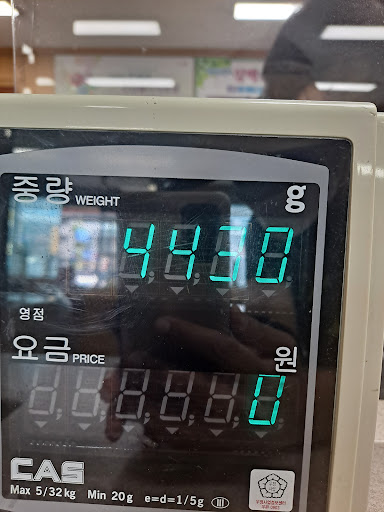 중량 WEIGHT g
4430
영점
요금 PRICE 원
0
CAS
Max 5/32kg Min 20g e=d=1/5g III